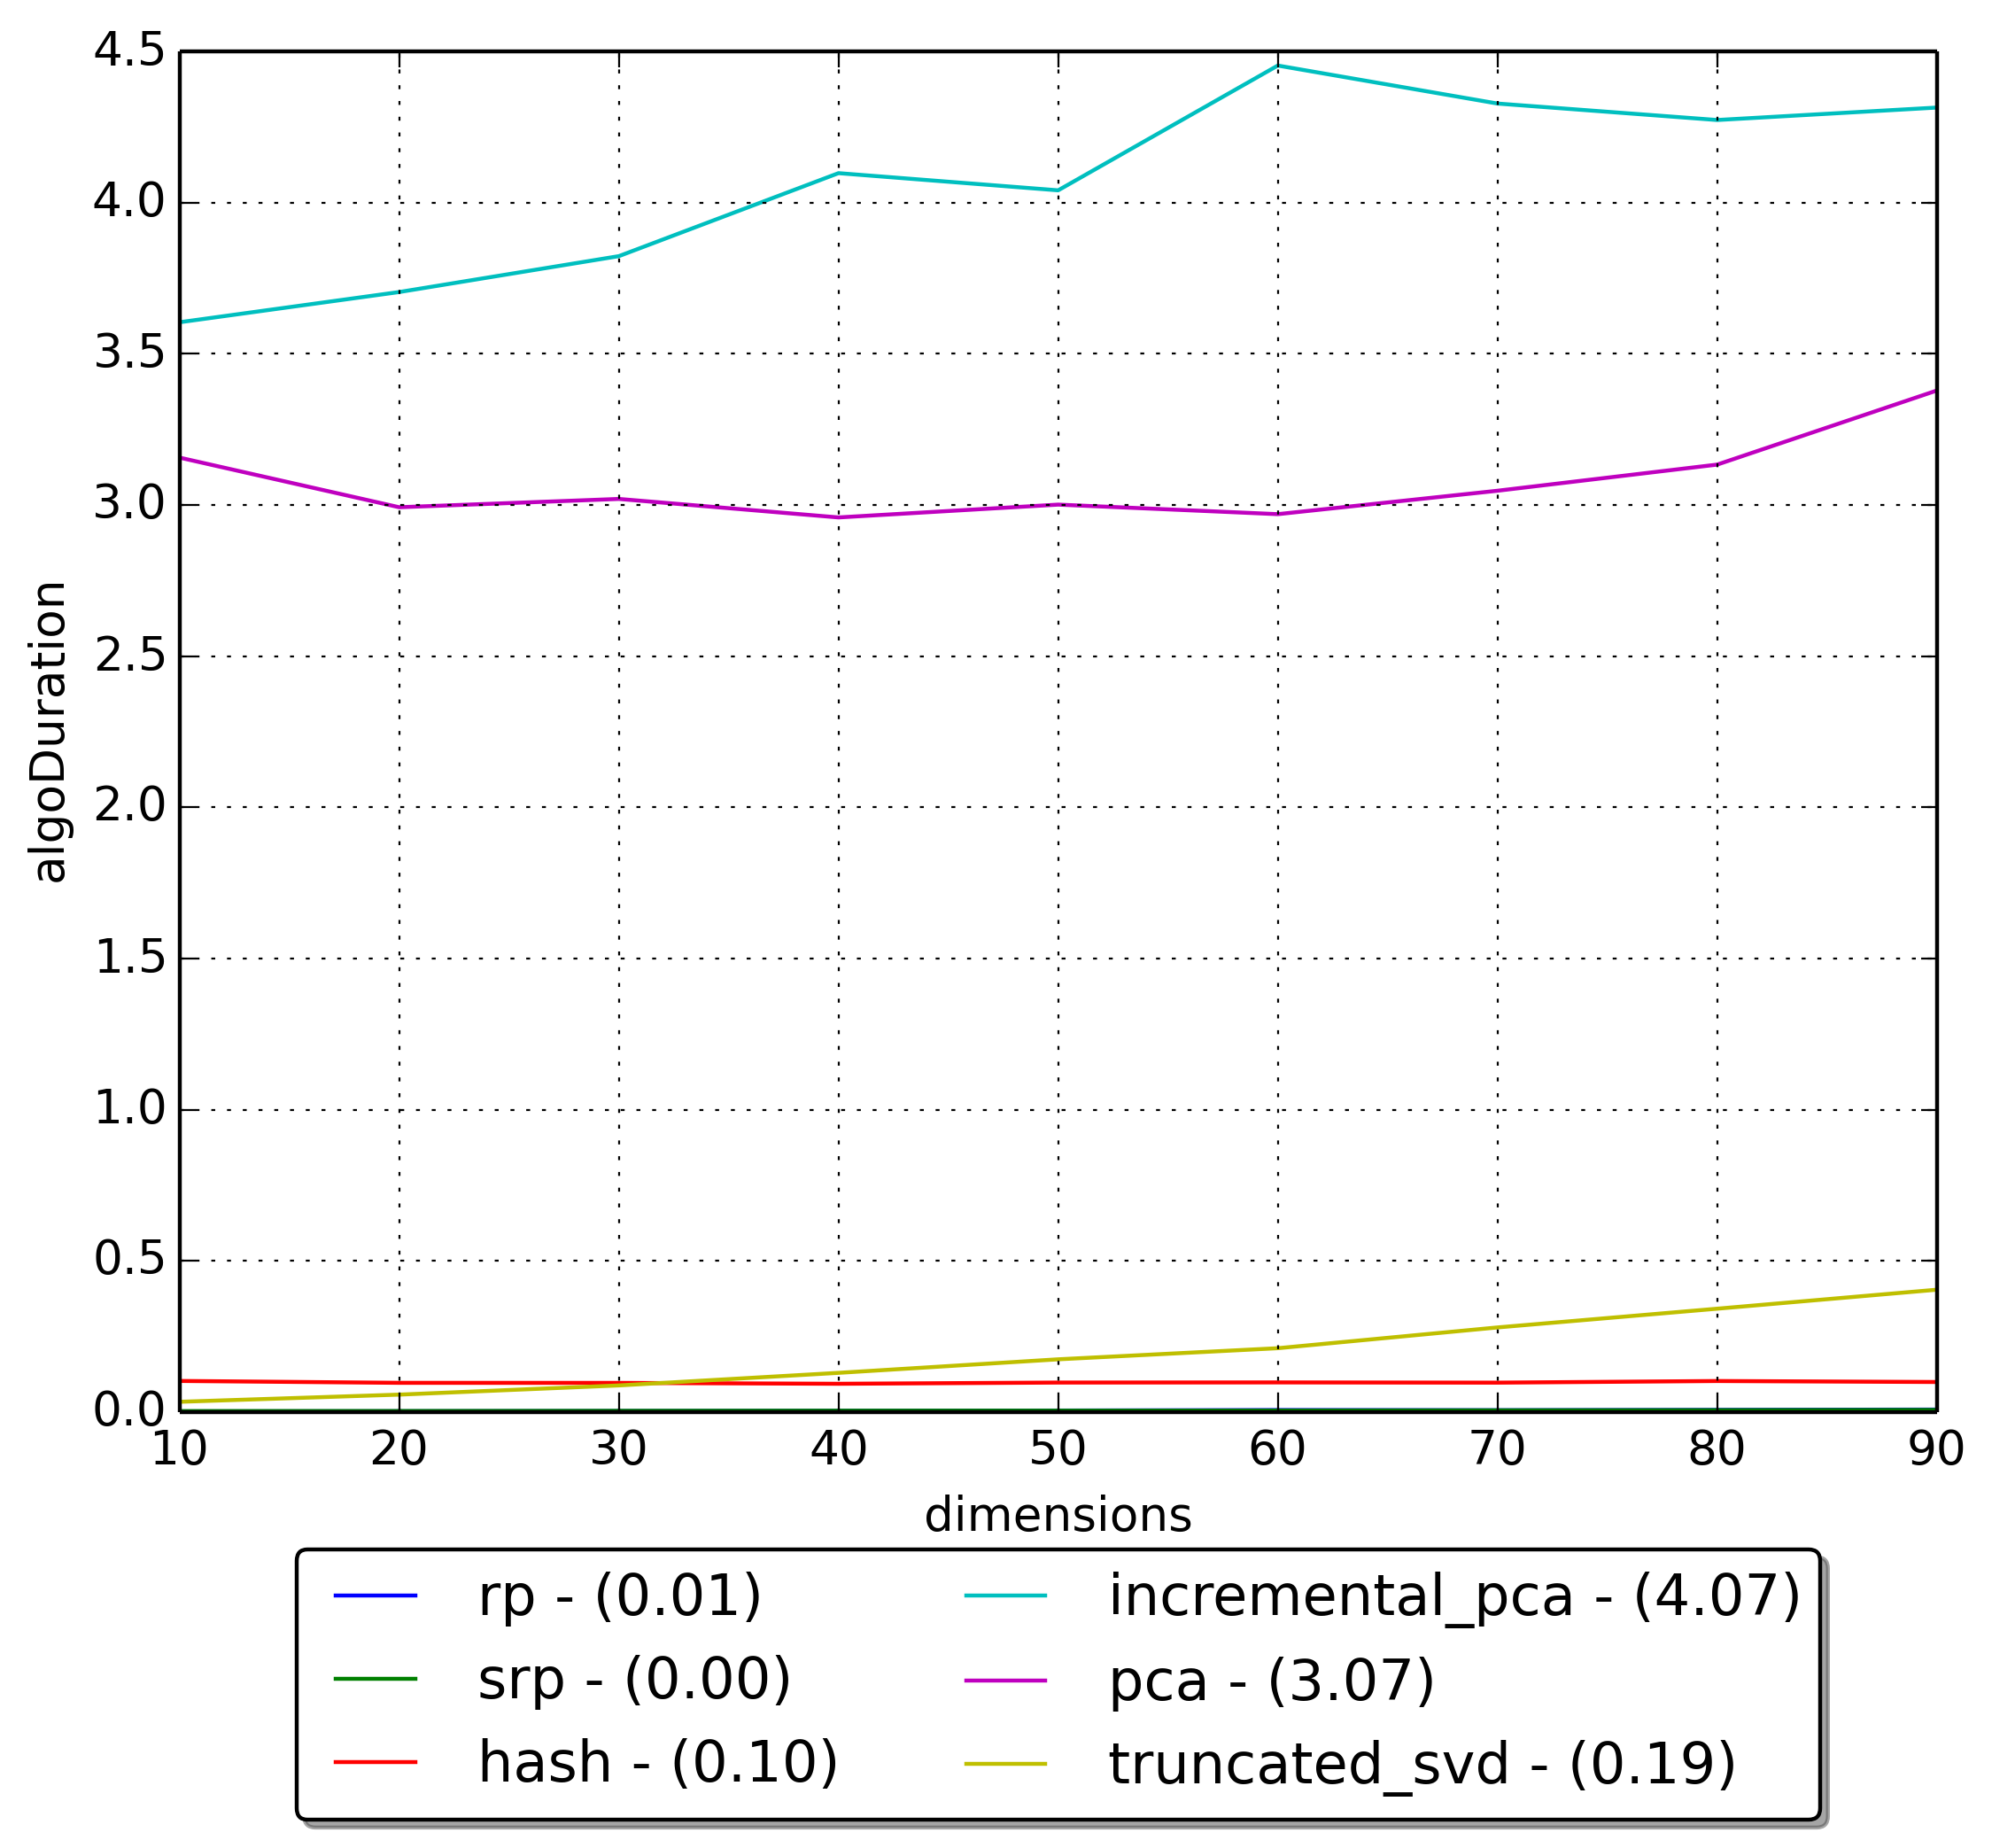 4.5
4.0
3.5
3.0
2.5
2.0
1.5
1.0
0.5
0.0
algoDuration
10 20 30 40 50 60 70 80 90
dimensions
rp - (0.01)
srp - (0.00)
hash - (0.10)
incremental_pca - (4.07)
pca - (3.07)
truncated_svd - (0.19)